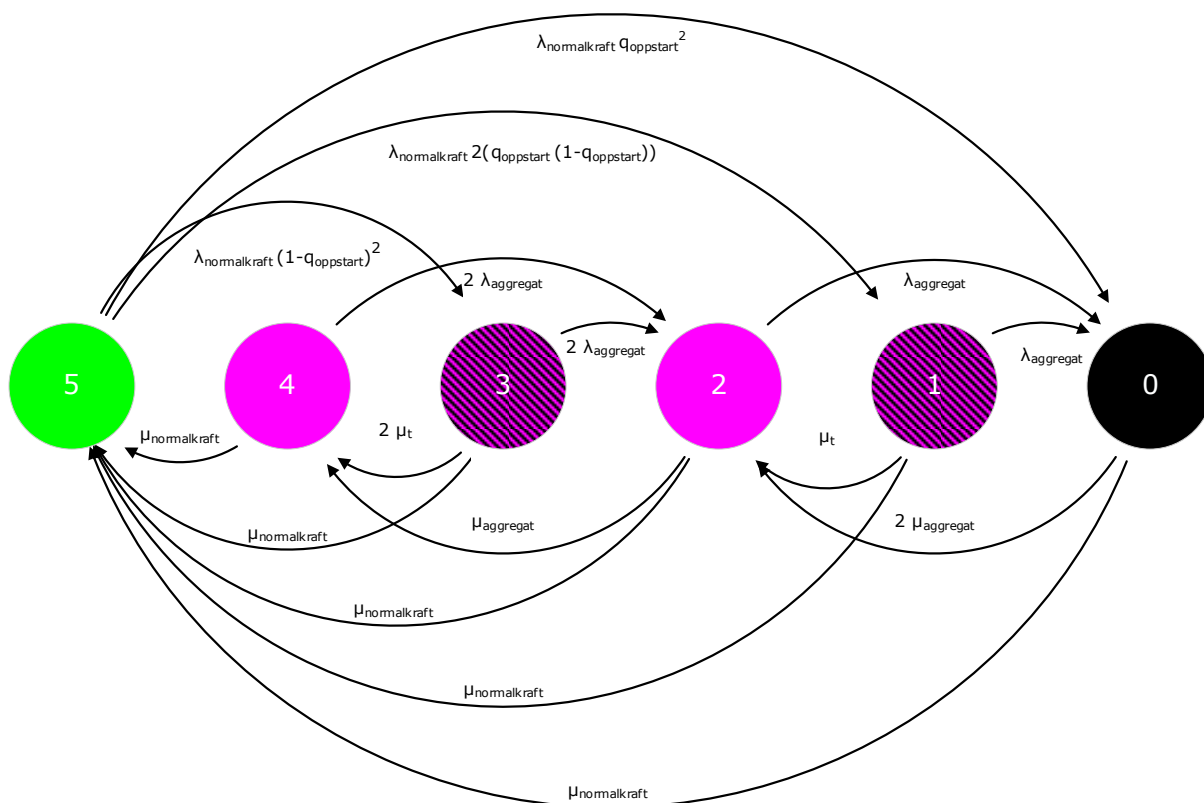 λnormalkraft qoppstart²
λnormalkraft 2(qoppstart (1-qoppstart))
λnormalkraft (1-qoppstart)²
2 λaggregat
λaggregat
2 λaggregat
λaggregat
5
4
3
2
1
0
μnormalkraft
2 μt
μt
μnormalkraft
μaggregat
2 μaggregat
μnormalkraft
μnormalkraft
μnormalkraft